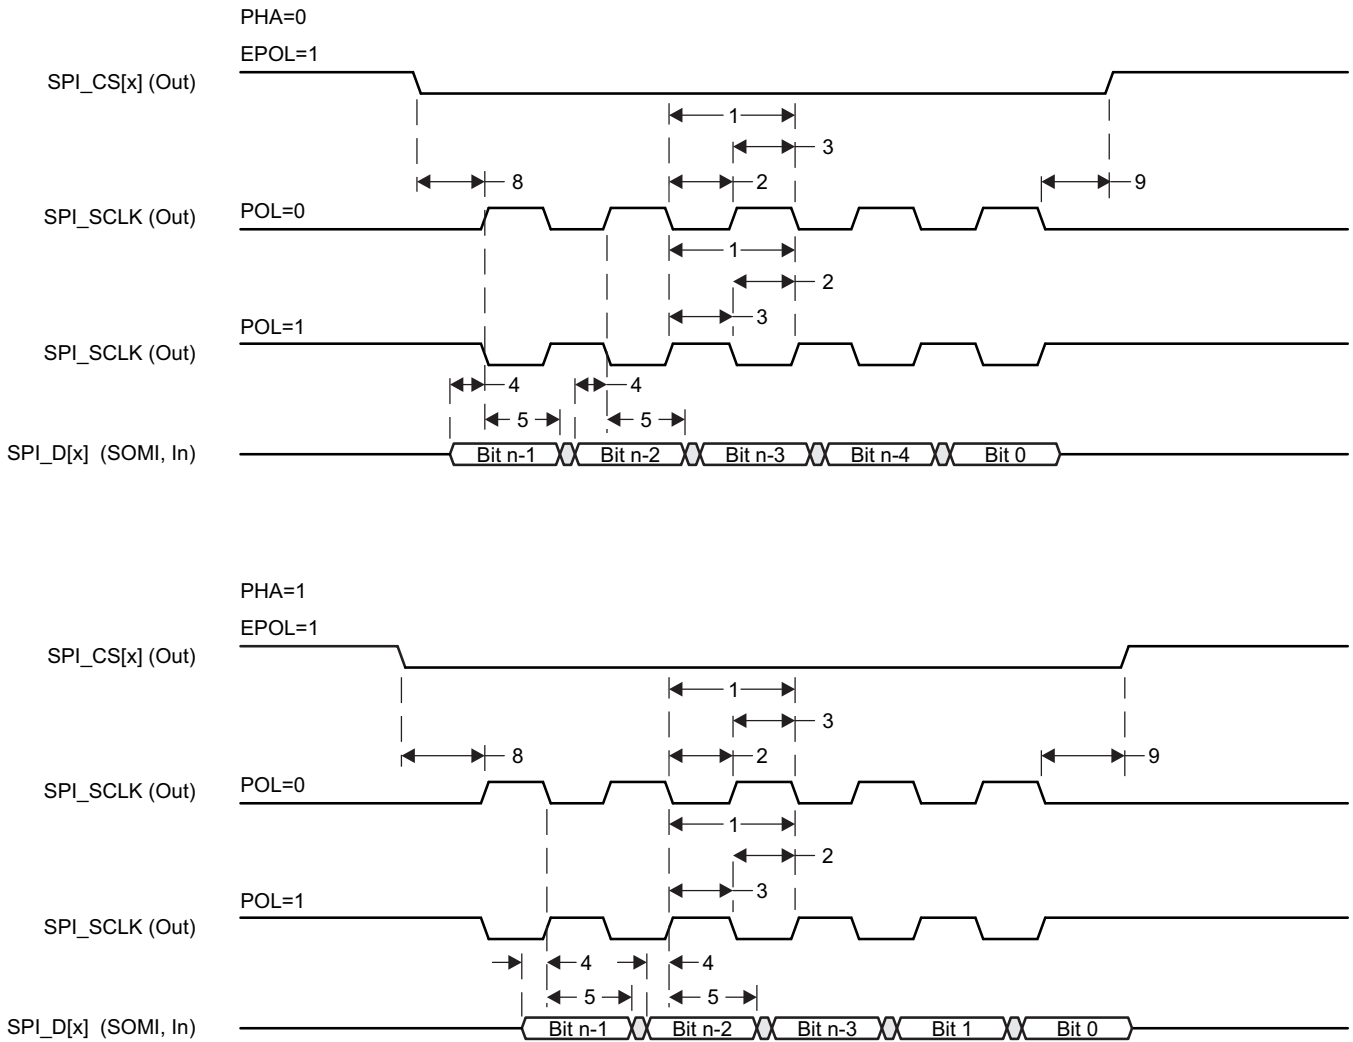 PHA=0
EPOL=1
SPI_CS[x] (Out)
1
3
8
2
9
SPI_SCLK (Out)
POL=0
1
2
3
POL=1
SPI_SCLK (Out)
4
4
5
5
SPI_D[x] (SOMI, In)
Bit n-1
Bit n-2
Bit n-3
Bit n-4
Bit 0
PHA=1
EPOL=1
SPI_CS[x] (Out)
1
3
8
2
9
SPI_SCLK (Out)
POL=0
1
2
3
POL=1
SPI_SCLK (Out)
4
4
5
5
SPI_D[x] (SOMI, In)
Bit n-1
Bit n-2
Bit n-3
Bit 1
Bit 0